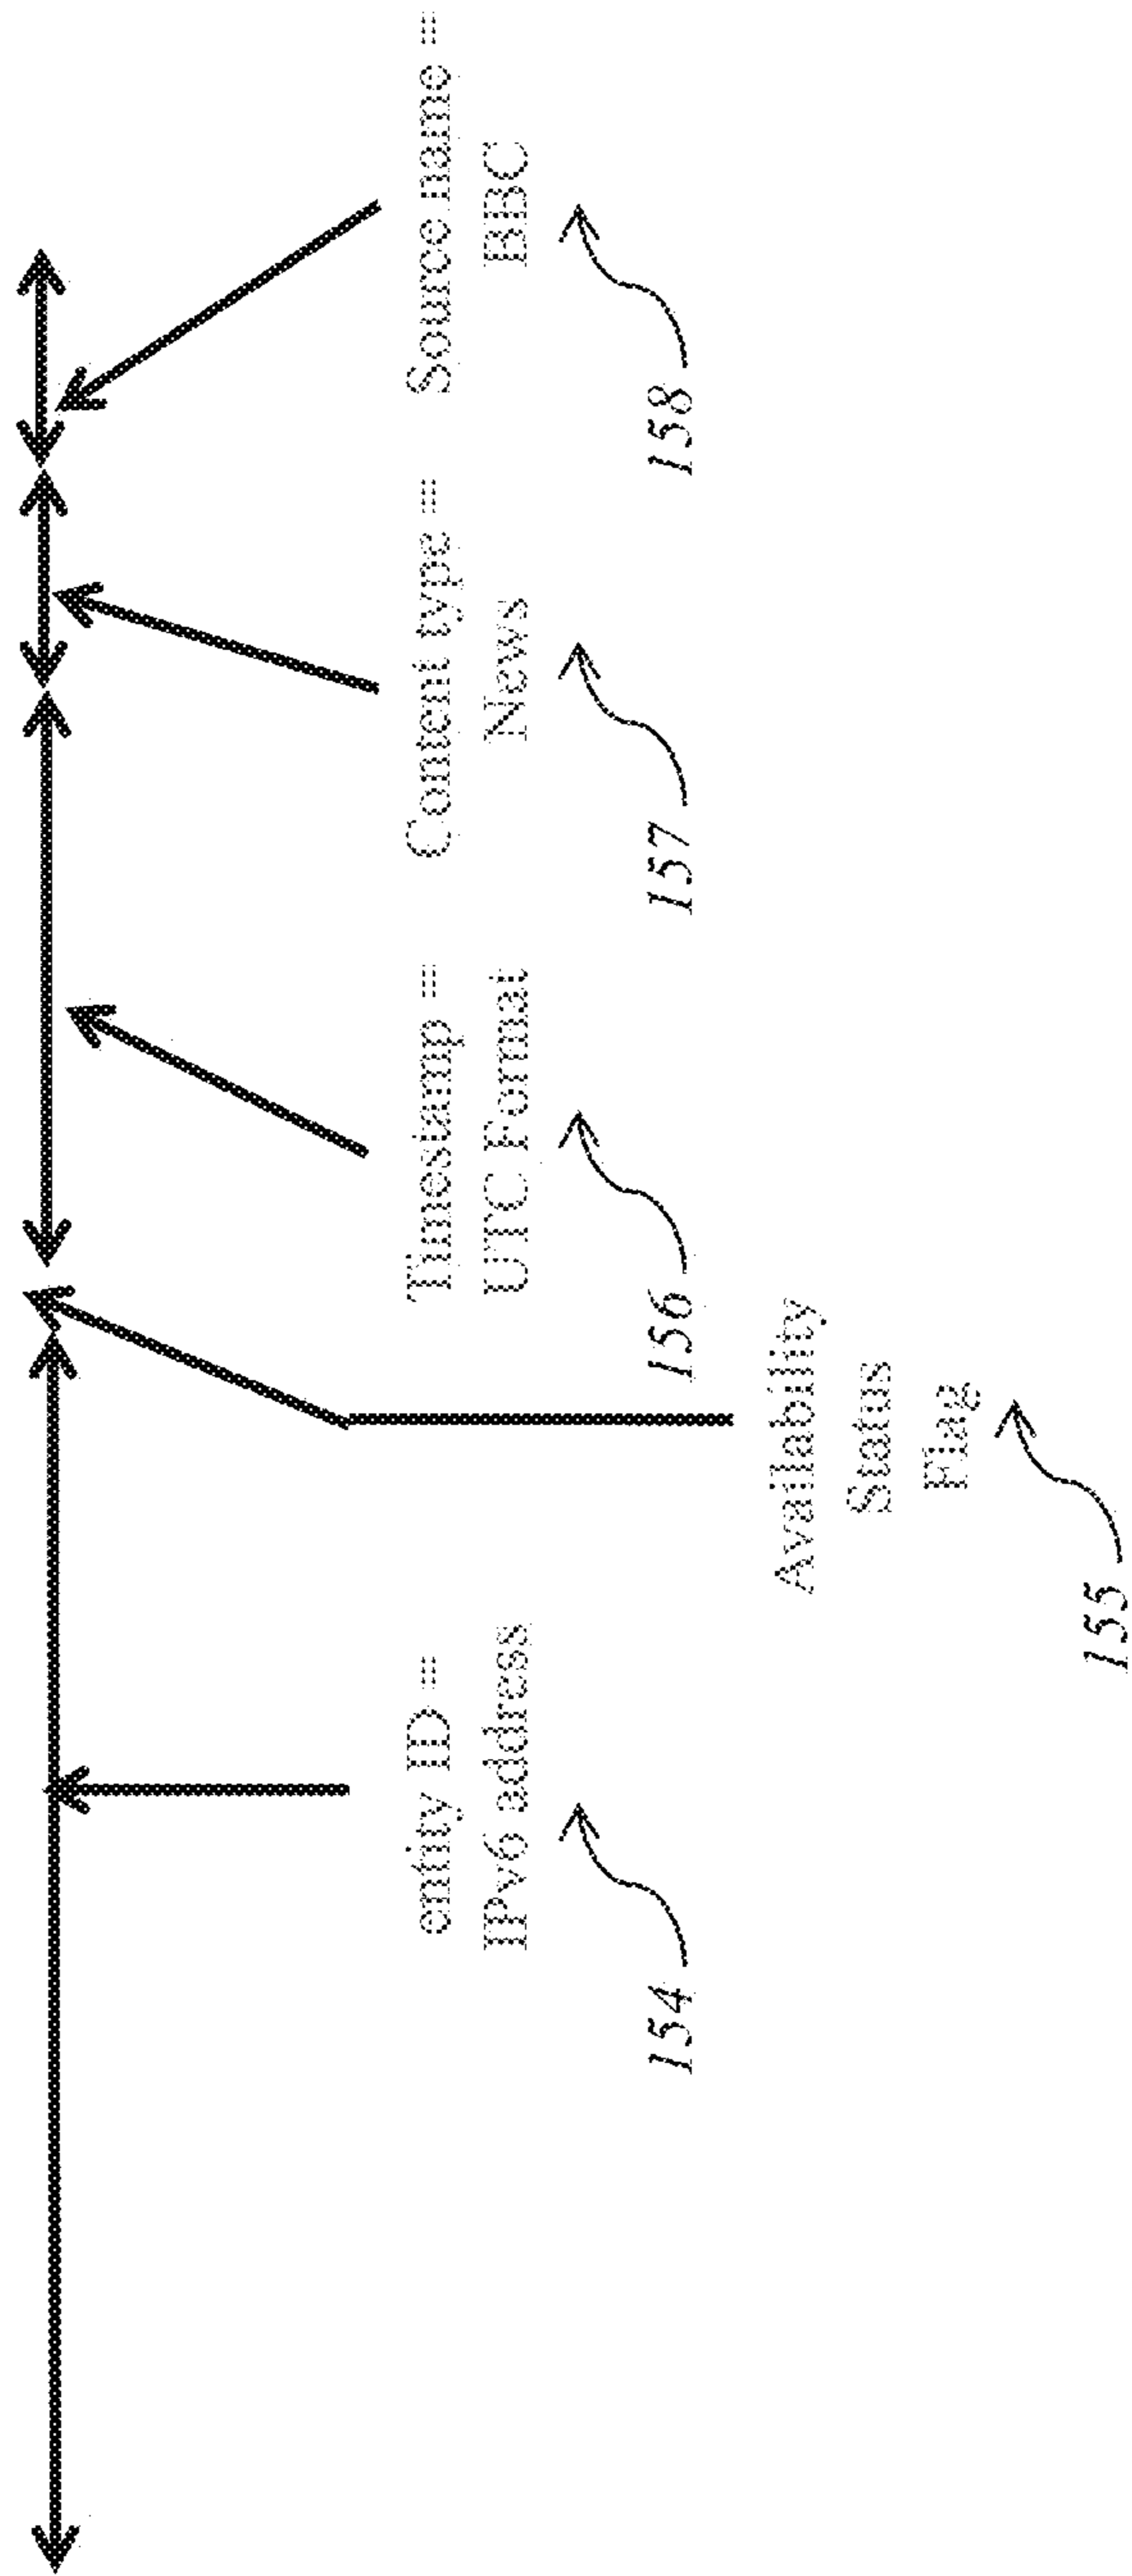 entity ID =
IPv6 address
154
Availability
Status
Flag
155
Timestamp =
UTC Format
156
Content type =
News
157
Source name =
BBC
158